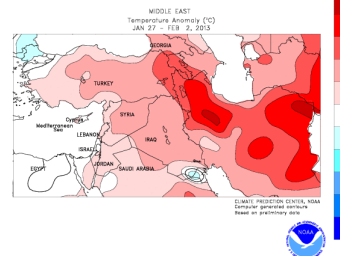 MIDDLE EAST
Temperature Anomaly (°C)
JAN 27 - FEB 2, 2013
GEORGIA
TURKEY
Cyprus
SYRIA
Mediterranean
Sea
LEBANON
IRAQ
ISRAEL
JORDAN
EGYPT
SAUDI ARABIA
CLIMATE PREDICTION CENTER, NOAA
Computer generated contours
Based on preliminary data
NOAA